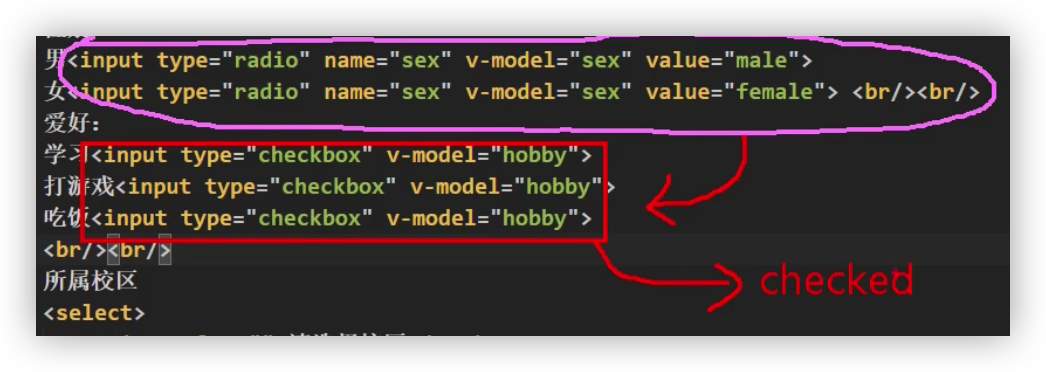 男<input type="radio" name="sex" v-model="sex" value="male">
女<input type="radio" name="sex" v-model="sex" value="female"> <br/><br/>
爱好:
学习<input type="checkbox" v-model="hobby">
打游戏<input type="checkbox" v-model="hobby">
吃饭<input type="checkbox" v-model="hobby">
<br/><br/>
checked
所属校区
<select>